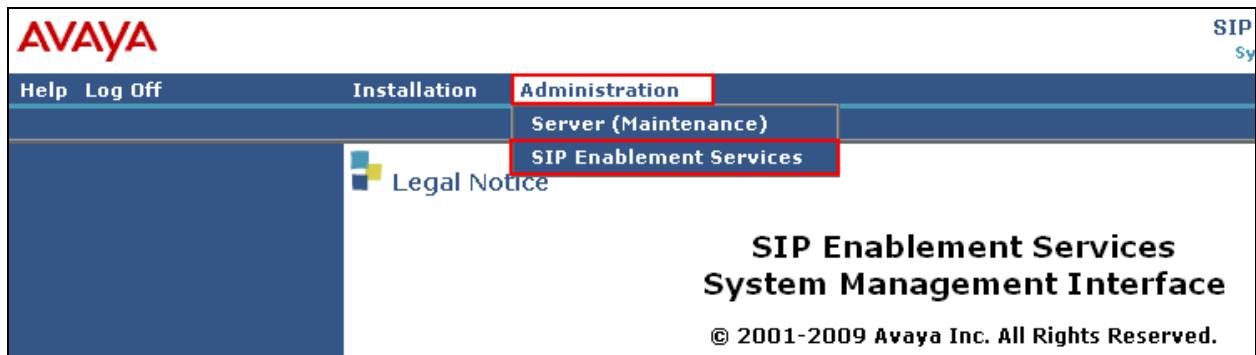 AVAYA
SIP
Sy
Help Log Off Installation Administration
Server (Maintenance)
SIP Enablement Services
Legal Notice
SIP Enablement Services
System Management Interface
© 2001-2009 Avaya Inc. All Rights Reserved.